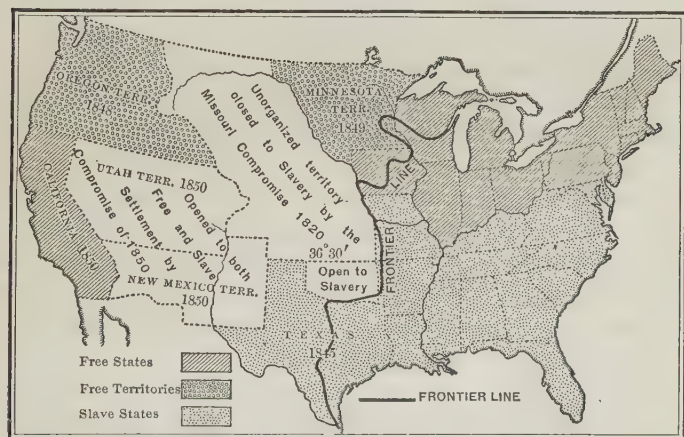 OREGON TERR.
1848
MINNESOTA
TERR.
1849
Unorganized territory
closed to Slavery by the
Missouri Compromise 1820
36°30′
Open to
Slavery
UTAH TERR. 1850
Opened to both
Free and Slave
Settlement by
Compromise of 1850
NEW MEXICO TERR.
1850
CALIFORNIA 1850
TEXAS
1845
FRONTIER
LINE
Free States
Free Territories
Slave States
FRONTIER LINE